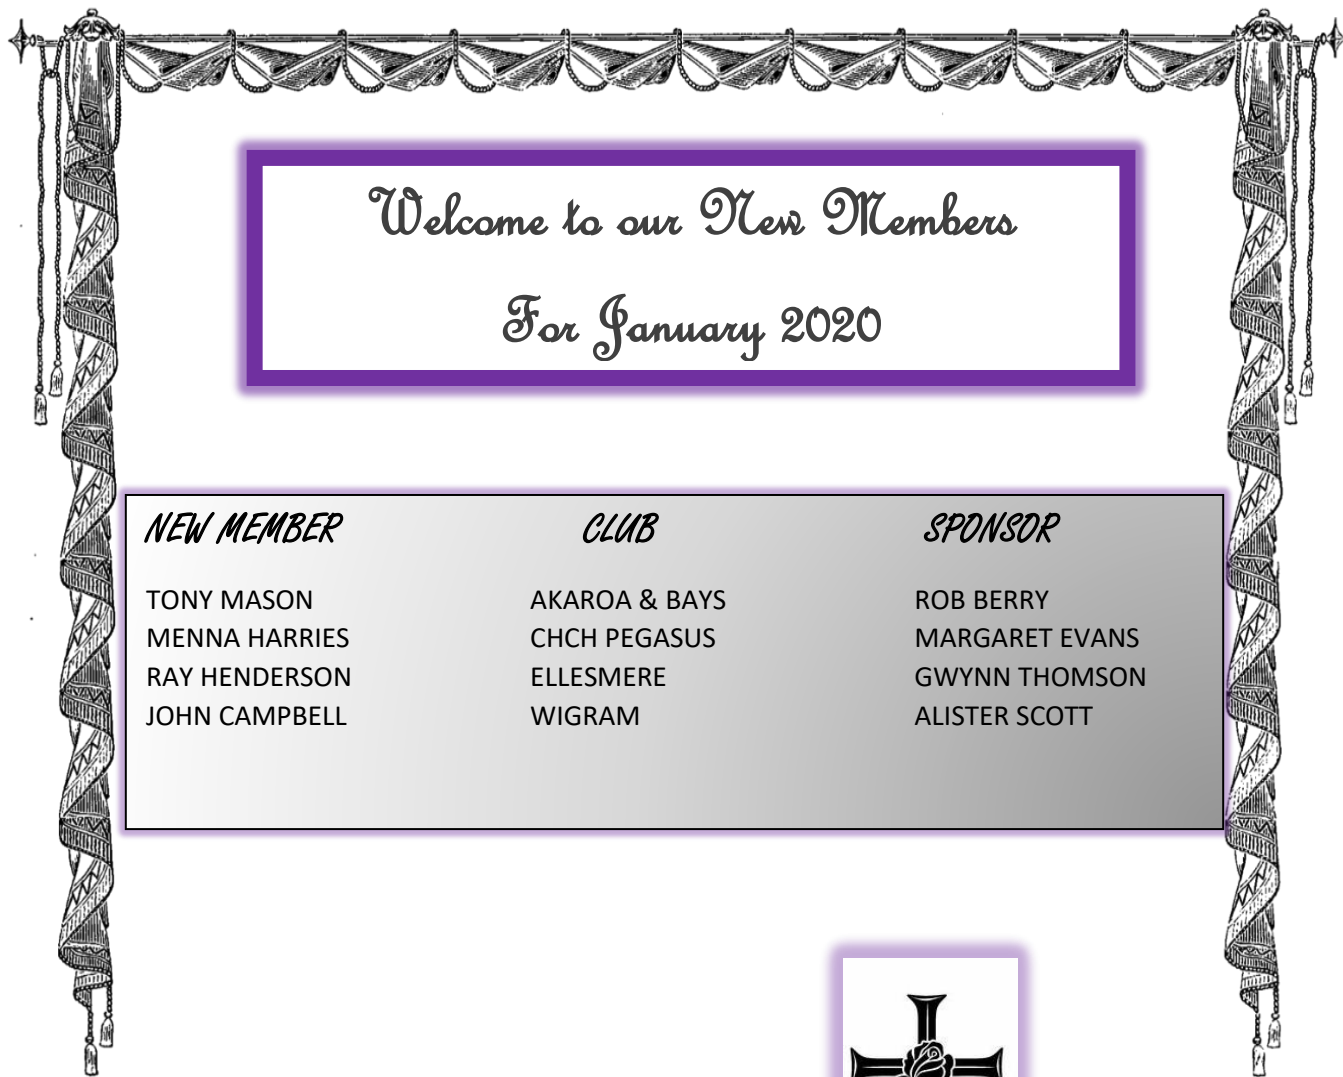 Welcome to our New Members
For January 2020
NEW MEMBER CLUB SPONSOR
TONY MASON AKAROA & BAYS ROB BERRY
MENNA HARRIES CHCH PEGASUS MARGARET EVANS
RAY HENDERSON ELLESMERE GWYNN THOMSON
JOHN CAMPBELL WIGRAM ALISTER SCOTT